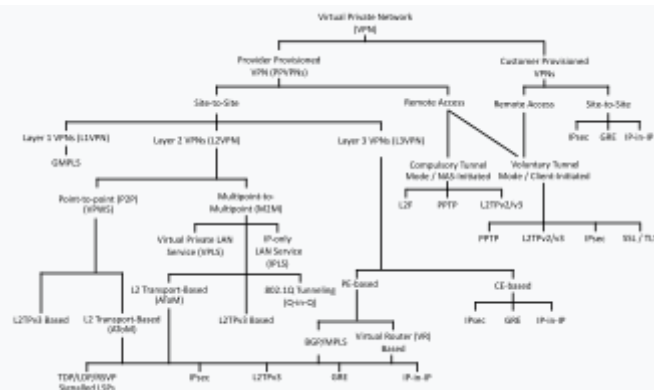 Virtual Private Network
(VPN)
Provider Provisioned
VPN (PPVPNs)
Customer Provisioned
VPNs
Site-to-Site
Remote Access
Remote Access
Site-to-Site
Layer 1 VPNs (L1VPN)
Layer 2 VPNs (L2VPN)
Layer 3 VPNs (L3VPN)
IPsec
GRE
IP-in-IP
GMPLS
Compulsory Tunnel
Mode / NAS-Initiated
Voluntary Tunnel
Mode / Client-Initiated
Point-to-point (P2P)
(VPWS)
Multipoint-to-
Multipoint (M2M)
L2F
PPTP
L2TPv2/v3
Virtual Private LAN
Service (VPLS)
IP-only
LAN Service
(IPLS)
PPTP
L2TPv2/v3
IPsec
SSL / TLS
L2 Transport-Based
(AToM)
802.1Q Tunneling
(Q-in-Q)
PE-based
CE-based
L2TPv3 Based
L2 Transport-Based
(AToM)
L2TPv3 Based
IPsec
GRE
IP-in-IP
BGP/MPLS
Virtual Router (VR)
Based
TDP/LDP/RSVP
Signalled LSPs
IPsec
L2TPv3
GRE
IP-in-IP